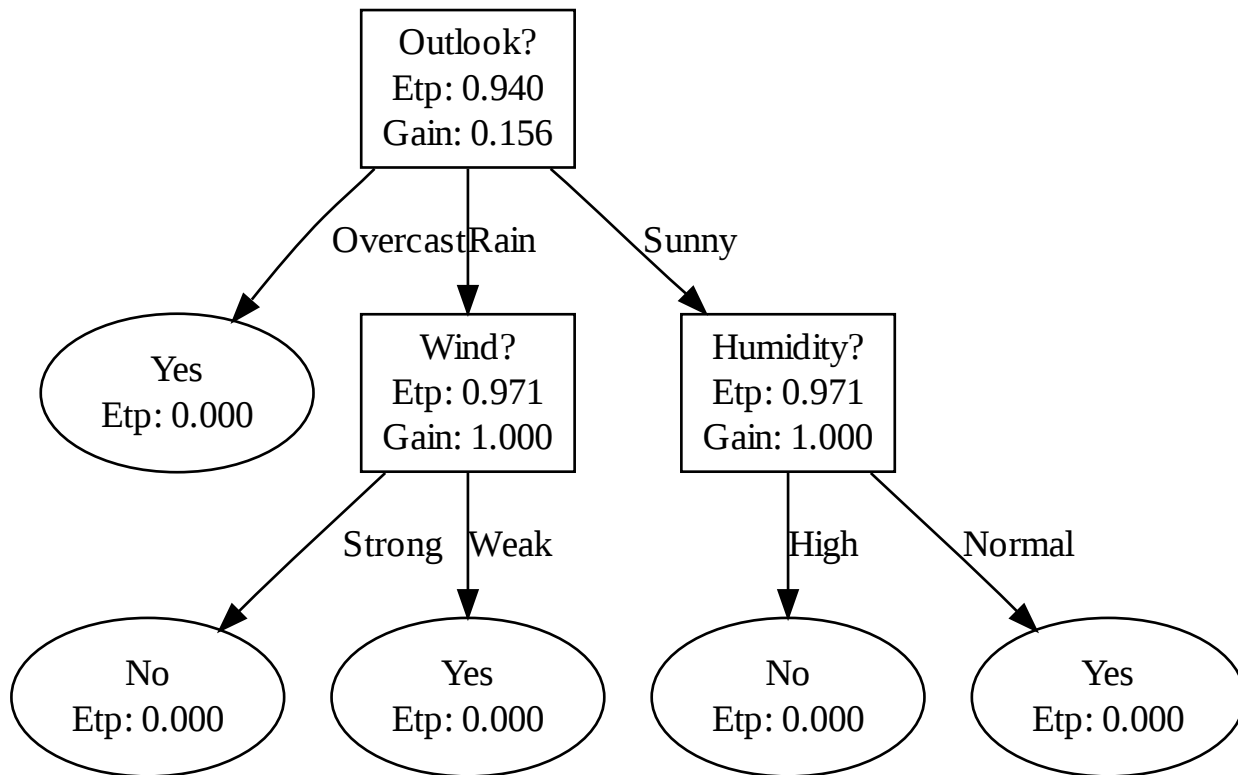 Outlook?
Etp: 0.940
Gain: 0.156
Overcast
Rain
Sunny
Yes
Etp: 0.000
Wind?
Etp: 0.971
Gain: 1.000
Humidity?
Etp: 0.971
Gain: 1.000
Strong
Weak
High
Normal
No
Etp: 0.000
Yes
Etp: 0.000
No
Etp: 0.000
Yes
Etp: 0.000